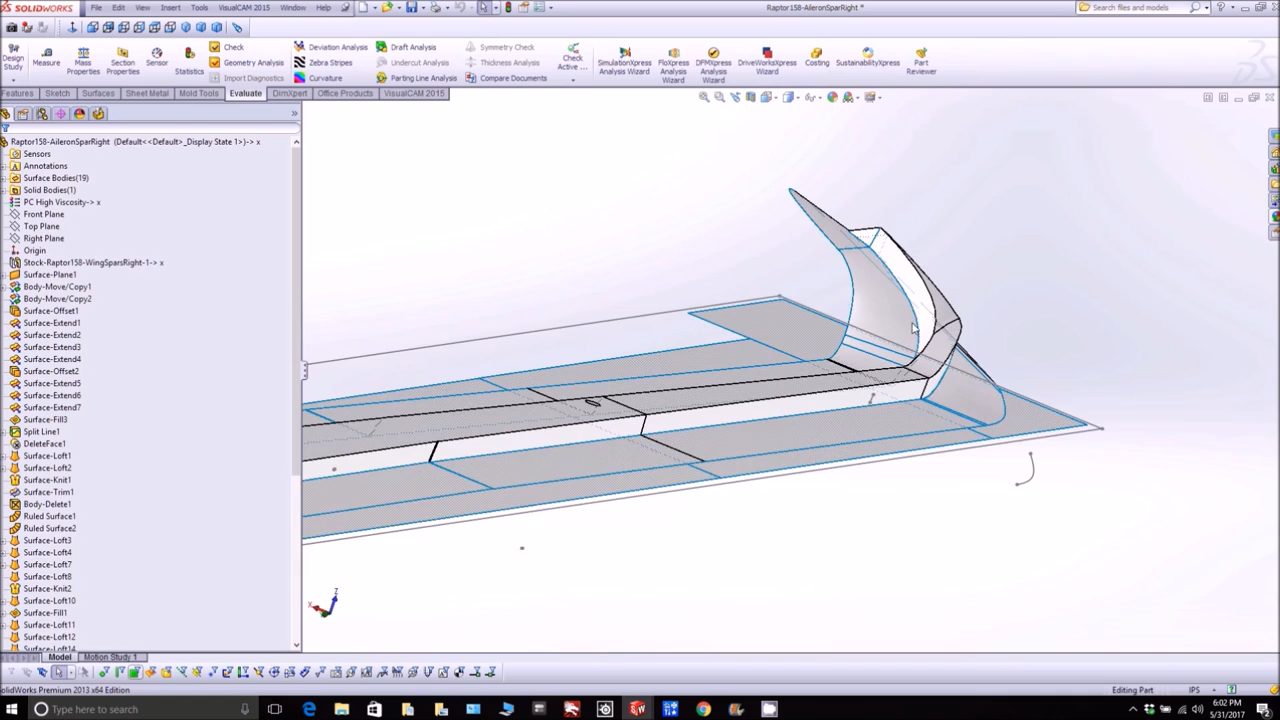 SOLIDWORKS File Edit View Insert Tools VisualCAM 2015 Window Help Raptor158-AileronSparRight * Search files and models
Design Study
Measure
Mass Properties
Section Properties
Sensor
Statistics
Check
Geometry Analysis
Import Diagnostics
Deviation Analysis
Zebra Stripes
Curvature
Draft Analysis
Undercut Analysis
Parting Line Analysis
Symmetry Check
Thickness Analysis
Compare Documents
Check Active ...
SimulationXpress Analysis Wizard
FloXpress Analysis Wizard
DFMXpress Analysis Wizard
DriveWorksXpress Wizard
Costing
SustainabilityXpress
Part Reviewer
Features Sketch Surfaces Sheet Metal Mold Tools Evaluate DimXpert Office Products VisualCAM 2015
Raptor158-AileronSparRight (Default<<Default>_Display State 1>)-> x
Sensors
Annotations
Surface Bodies(19)
Solid Bodies(1)
PC High Viscosity-> x
Front Plane
Top Plane
Right Plane
Origin
Stock-Raptor158-WingSparsRight-1-> x
Surface-Plane1
Body-Move/Copy1
Body-Move/Copy2
Surface-Offset1
Surface-Extend1
Surface-Extend2
Surface-Extend3
Surface-Extend4
Surface-Offset2
Surface-Extend5
Surface-Extend6
Surface-Extend7
Surface-Fill3
Split Line1
DeleteFace1
Surface-Loft1
Surface-Loft2
Surface-Knit1
Surface-Trim1
Body-Delete1
Ruled Surface1
Ruled Surface2
Surface-Loft3
Surface-Loft4
Surface-Loft7
Surface-Loft8
Surface-Knit2
Surface-Loft10
Surface-Fill1
Surface-Loft11
Surface-Loft12
Surface-Loft14
X Z
Model Motion Study 1
SolidWorks Premium 2013 x64 Edition Editing Part IPS
Type here to search
6:02 PM
5/31/2017